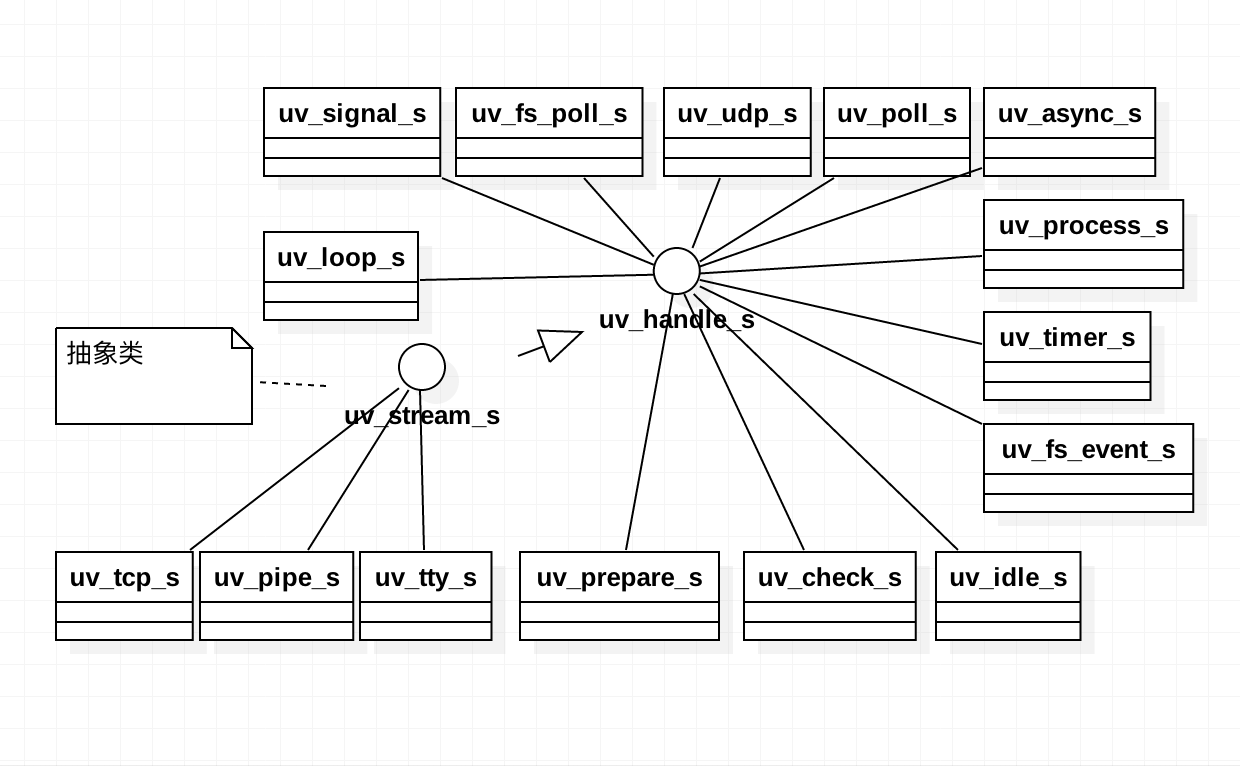 uv_signal_s
uv_fs_poll_s
uv_udp_s
uv_poll_s
uv_async_s
uv_process_s
uv_loop_s
uv_handle_s
uv_timer_s
抽象类
uv_stream_s
uv_fs_event_s
uv_tcp_s
uv_pipe_s
uv_tty_s
uv_prepare_s
uv_check_s
uv_idle_s